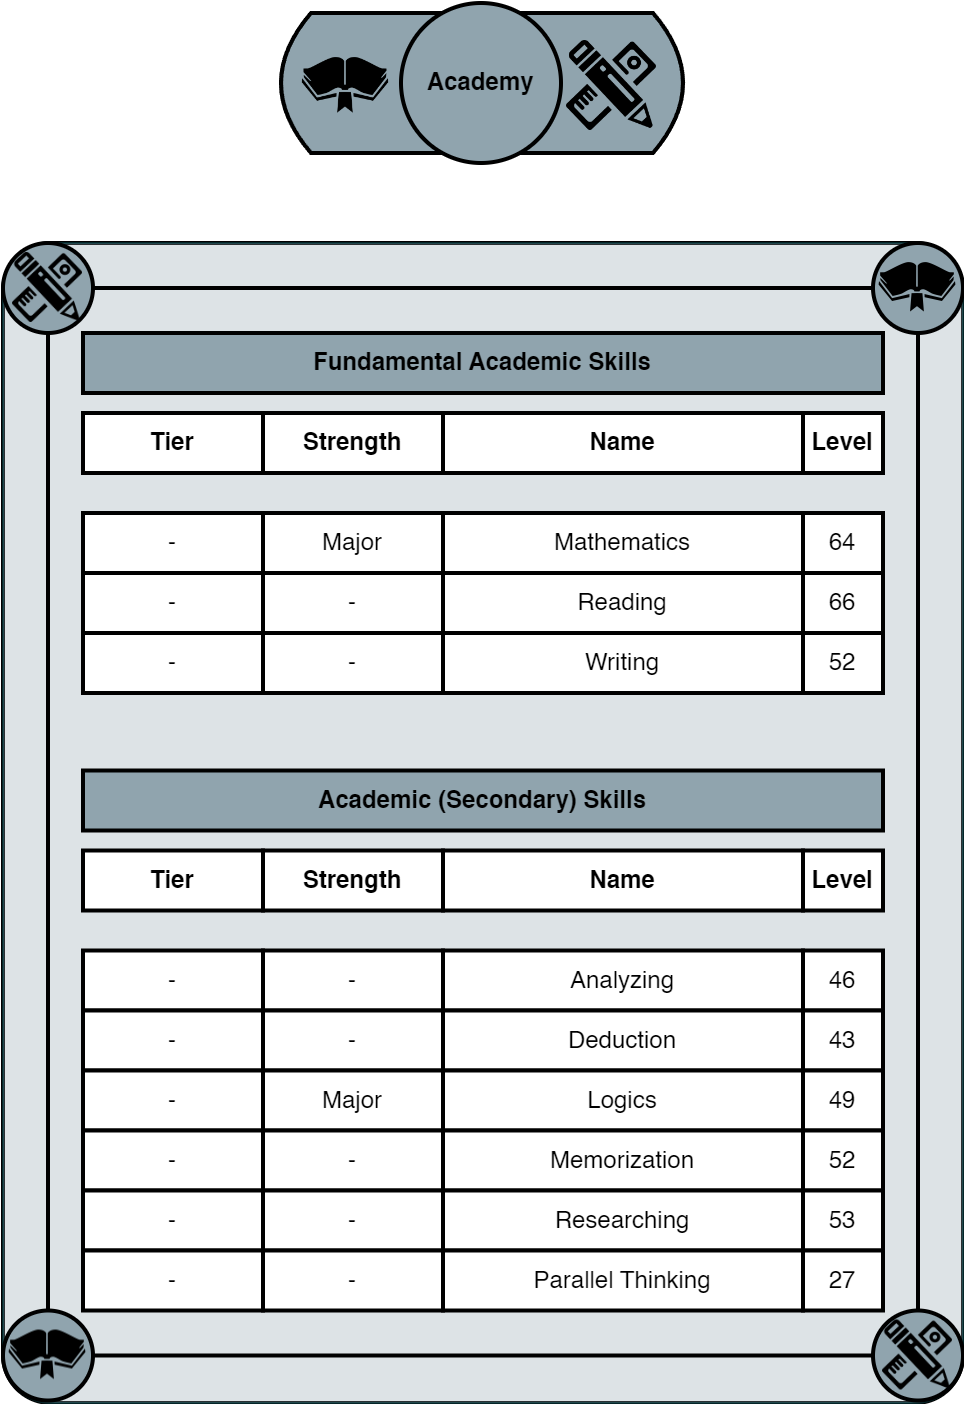 Academy
Fundamental Academic Skills
Tier Strength Name Level
- Major Mathematics 64
- - Reading 66
- - Writing 52
Academic (Secondary) Skills
Tier Strength Name Level
- - Analyzing 46
- - Deduction 43
- Major Logics 49
- - Memorization 52
- - Researching 53
- - Parallel Thinking 27